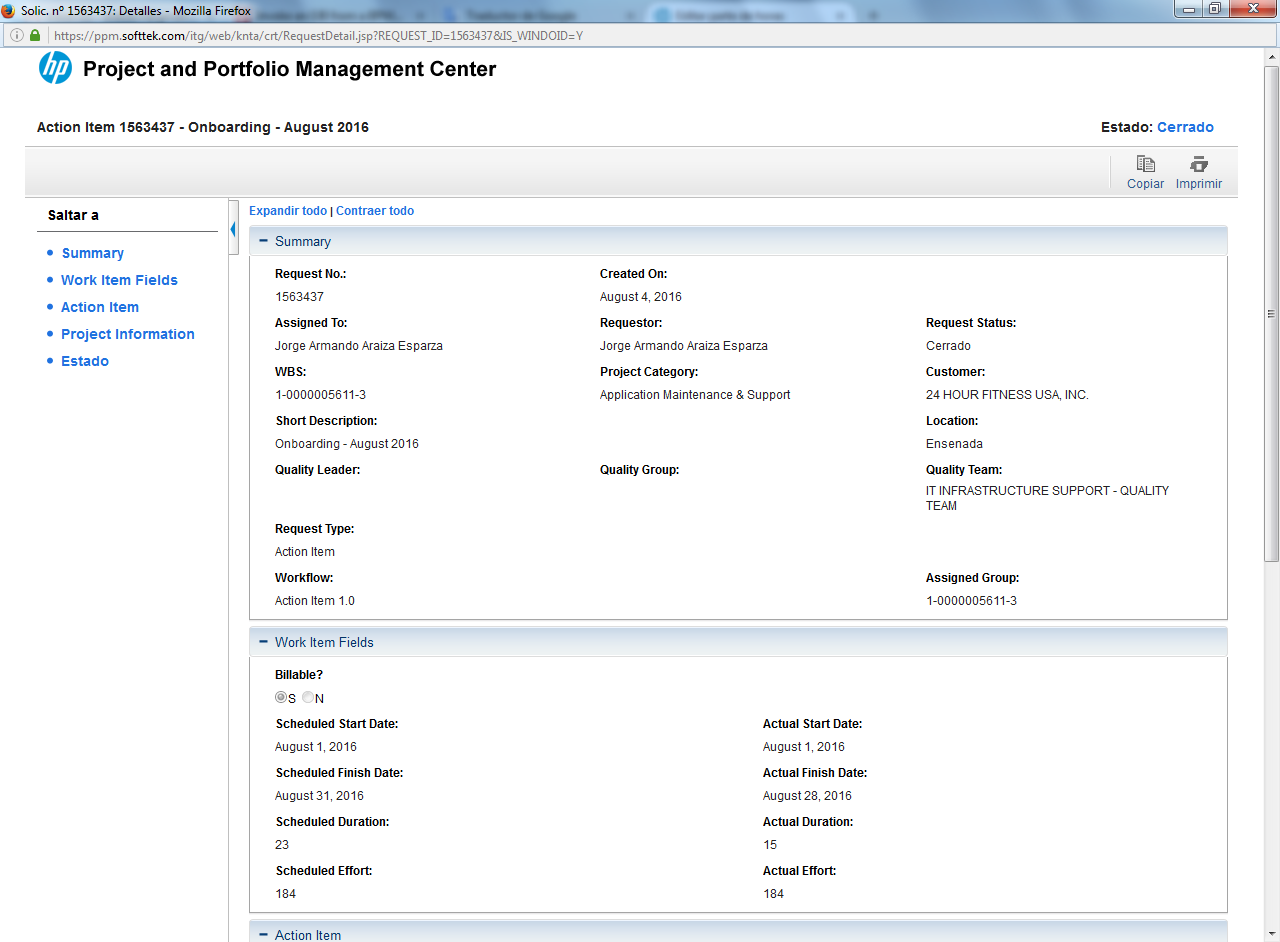 Solic. nº 1563437: Detalles - Mozilla Firefox
https://ppm.softtek.com/itg/web/knta/crt/RequestDetail.jsp?REQUEST_ID=1563437&IS_WINDOID=Y
hp Project and Portfolio Management Center
Action Item 1563437 - Onboarding - August 2016 Estado: Cerrado
Copiar Imprimir
Saltar a
Summary
Work Item Fields
Action Item
Project Information
Estado
Expandir todo | Contraer todo
Summary
Request No.: Created On:
1563437 August 4, 2016
Assigned To: Requestor: Request Status:
Jorge Armando Araiza Esparza Jorge Armando Araiza Esparza Cerrado
WBS: Project Category: Customer:
1-0000005611-3 Application Maintenance & Support 24 HOUR FITNESS USA, INC.
Short Description: Location:
Onboarding - August 2016 Ensenada
Quality Leader: Quality Group: Quality Team:
IT INFRASTRUCTURE SUPPORT - QUALITY
TEAM
Request Type:
Action Item
Workflow: Assigned Group:
Action Item 1.0 1-0000005611-3
Work Item Fields
Billable?
S N
Scheduled Start Date: Actual Start Date:
August 1, 2016 August 1, 2016
Scheduled Finish Date: Actual Finish Date:
August 31, 2016 August 28, 2016
Scheduled Duration: Actual Duration:
23 15
Scheduled Effort: Actual Effort:
184 184
Action Item